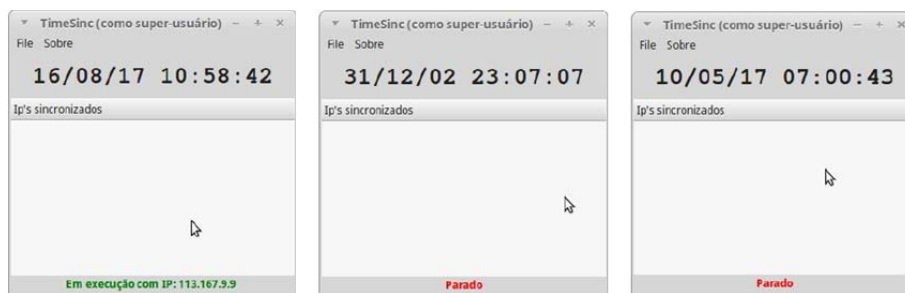 TimeSinc (como super-usuário)
File Sobre
16/08/17 10:58:42
Ip's sincronizados
Em execução com IP: 113.167.9.9
TimeSinc (como super-usuário)
File Sobre
31/12/02 23:07:07
Ip's sincronizados
Parado
TimeSinc (como super-usuário)
File Sobre
10/05/17 07:00:43
Ip's sincronizados
Parado